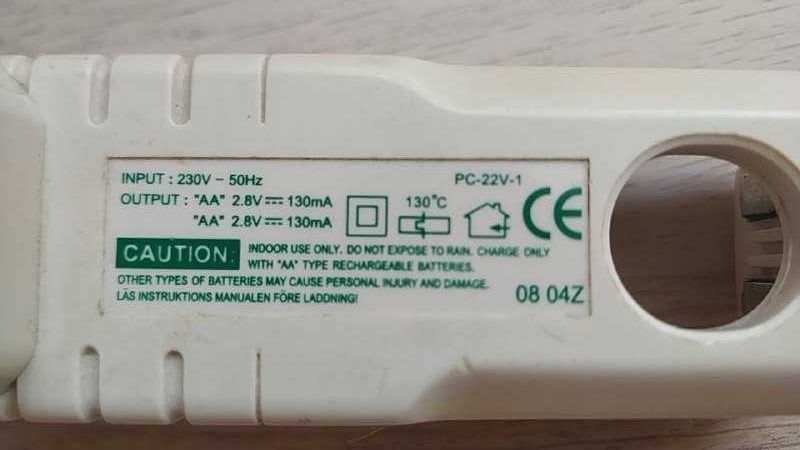 INPUT : 230V ~ 50Hz
PC-22V-1
OUTPUT : "AA" 2.8V⎓130mA
"AA" 2.8V⎓130mA
130°C
CE
CAUTION: INDOOR USE ONLY. DO NOT EXPOSE TO RAIN. CHARGE ONLY
WITH "AA" TYPE RECHARGEABLE BATTERIES.
OTHER TYPES OF BATTERIES MAY CAUSE PERSONAL INJURY AND DAMAGE.
LÄS INSTRUKTIONS MANUALEN FÖRE LADDNING!
08 04Z